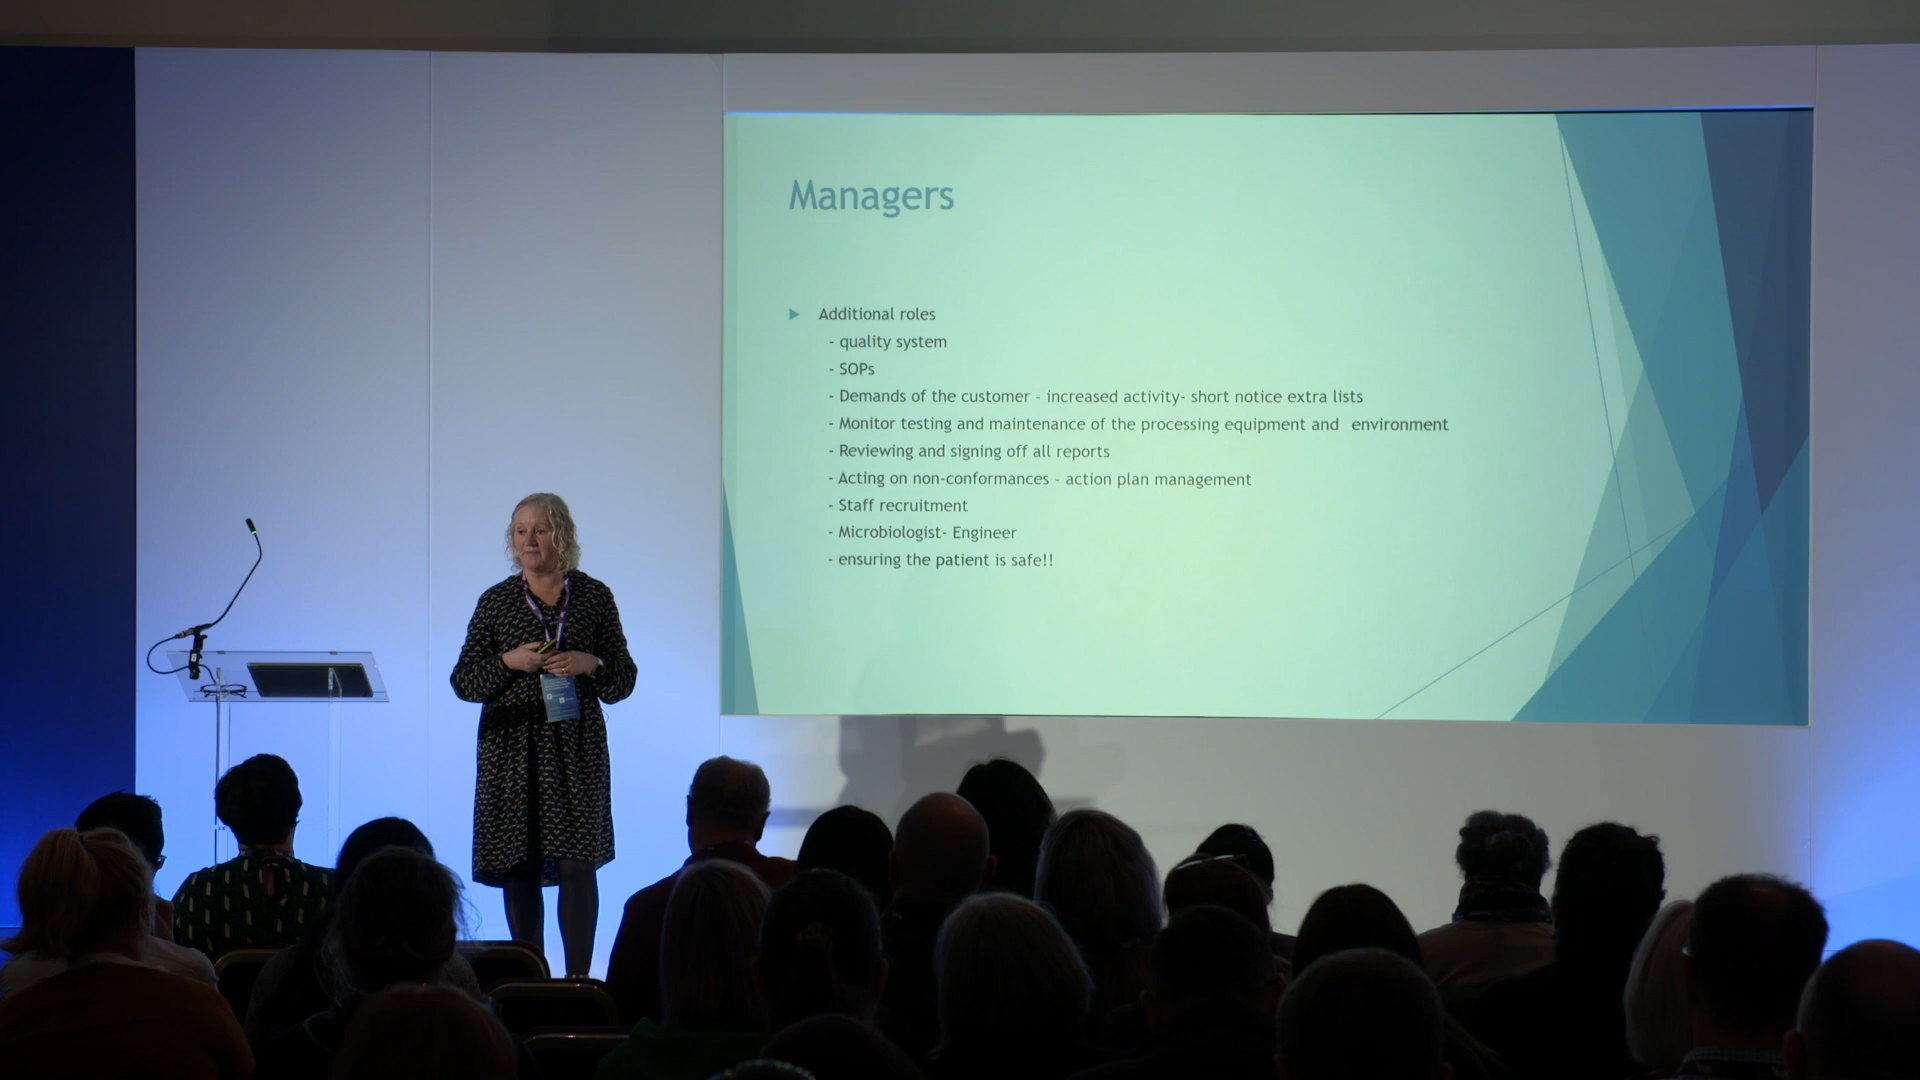 Managers
Additional roles
- quality system
- SOPs
- Demands of the customer - increased activity- short notice extra lists
- Monitor testing and maintenance of the processing equipment and environment
- Reviewing and signing off all reports
- Acting on non-conformances - action plan management
- Staff recruitment
- Microbiologist- Engineer
- ensuring the patient is safe!!